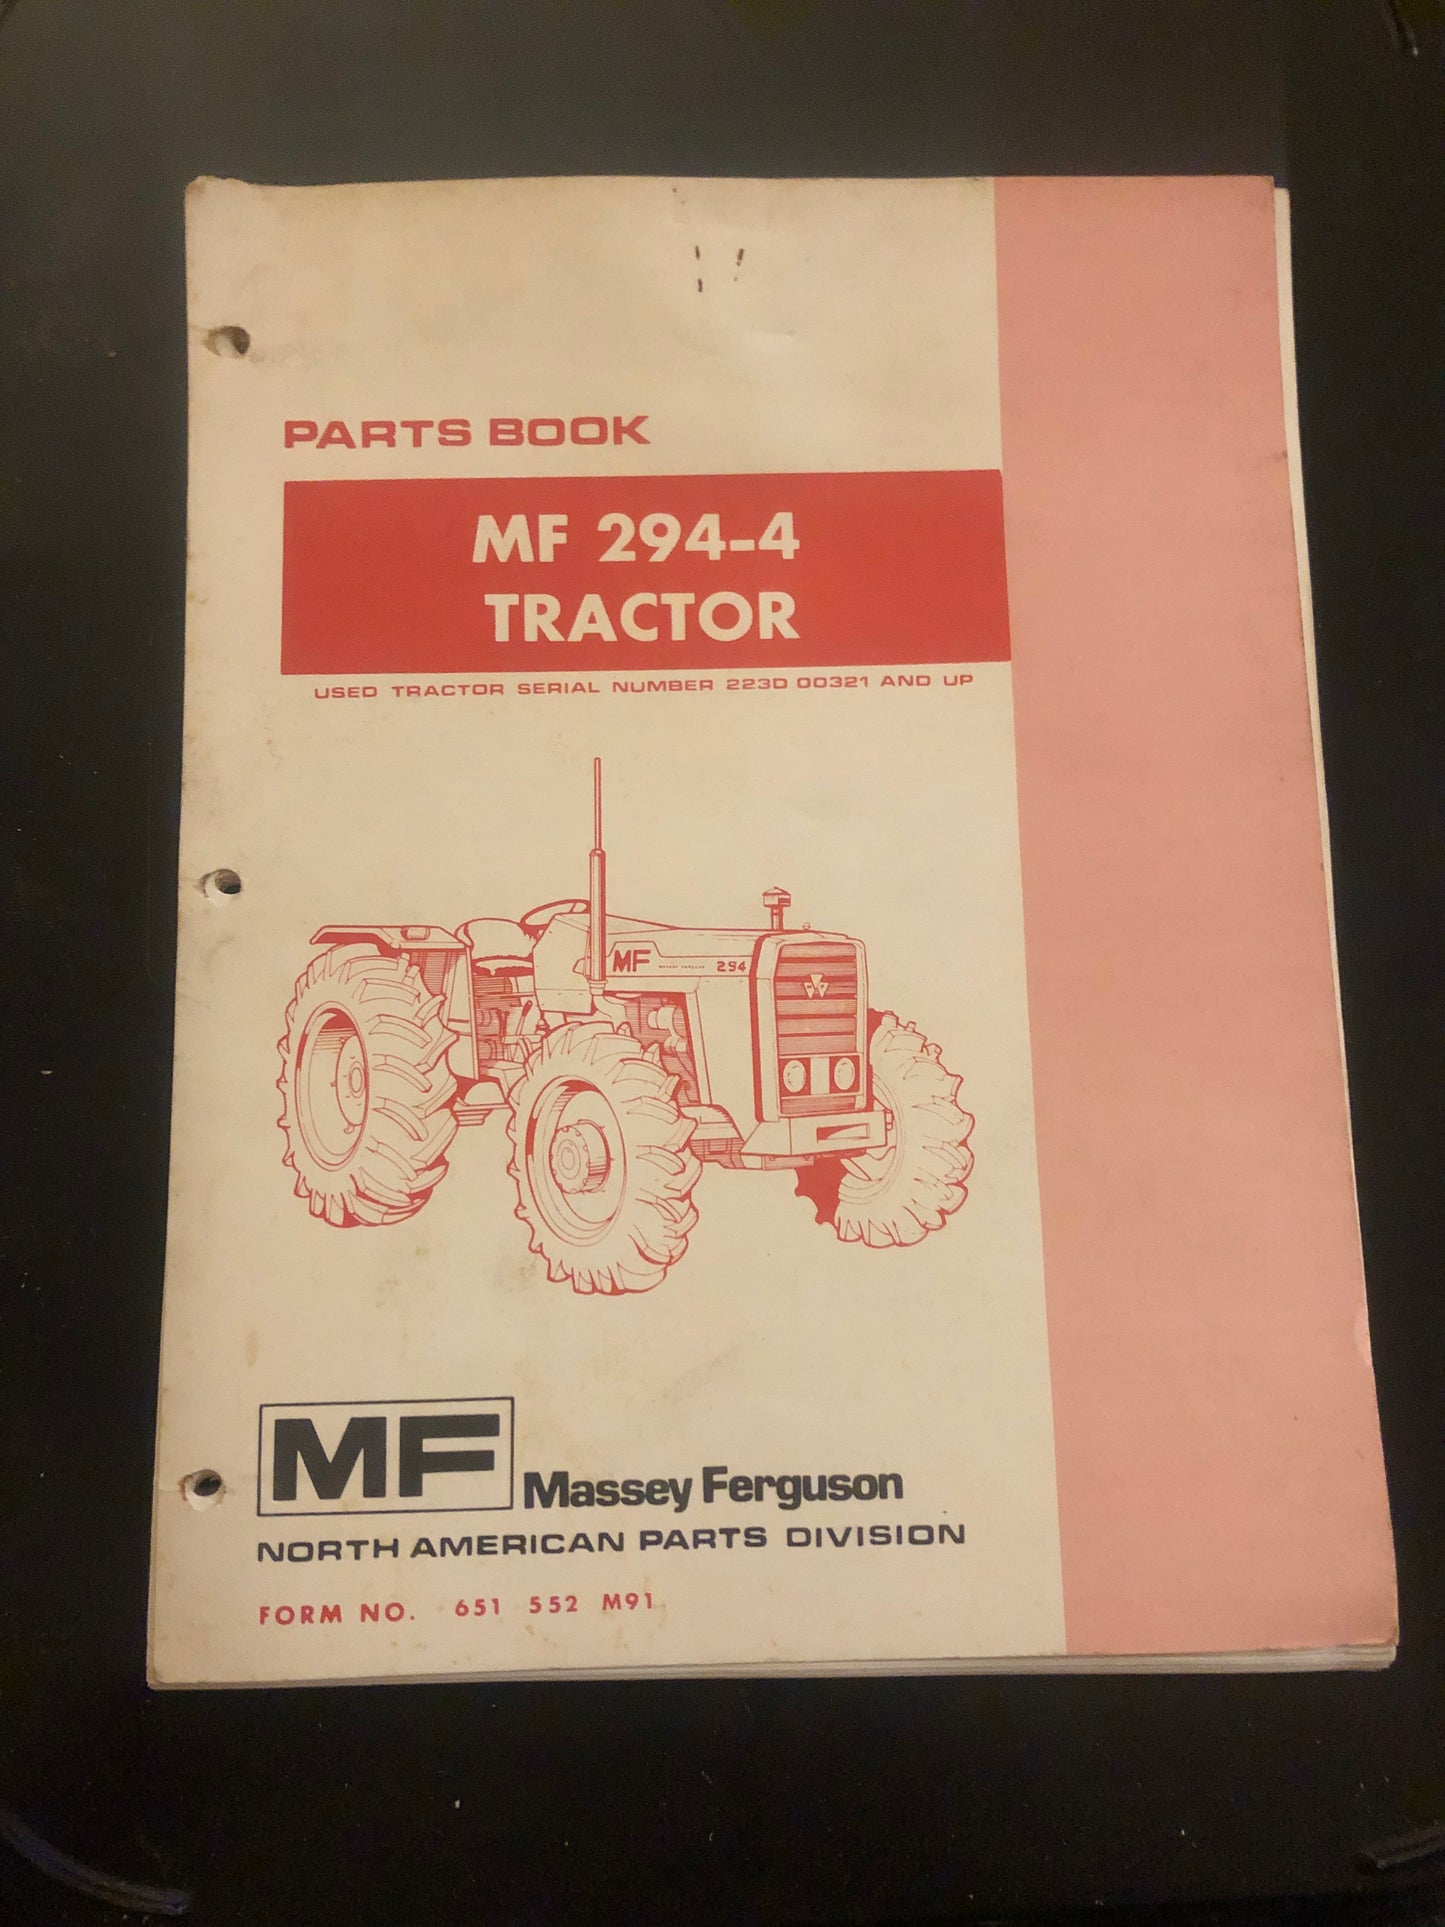 PARTS BOOK
MF 294-4
TRACTOR
USED TRACTOR SERIAL NUMBER 223D 00321 AND UP
MF 294
MF Massey Ferguson
NORTH AMERICAN PARTS DIVISION
FORM NO. 651 552 M91